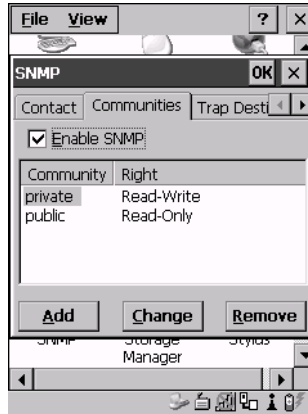 File View ? ×
SNMP OK ×
Contact Communities Trap Desti
Enable SNMP
Community Right
private Read-Write
public Read-Only
Add Change Remove
SNMP Storage Stylus
Manager